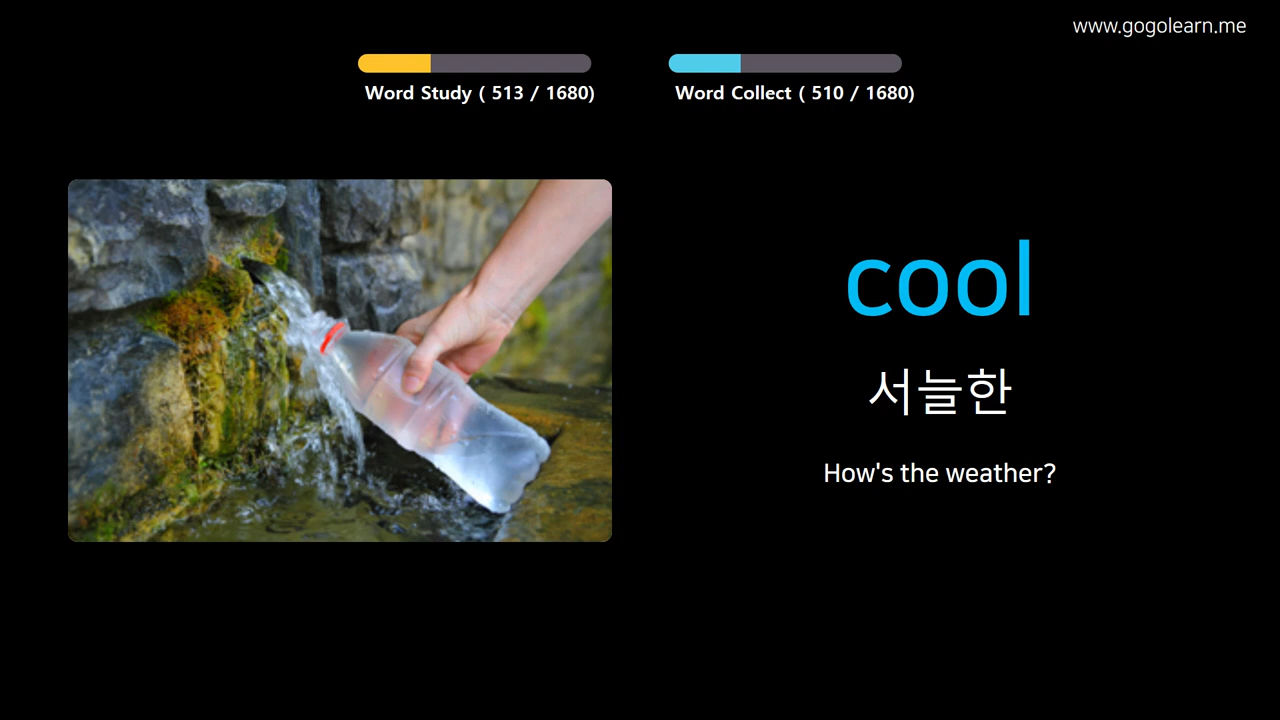 www.gogolearn.me
Word Study ( 513 / 1680)
Word Collect ( 510 / 1680)
cool
서늘한
How's the weather?